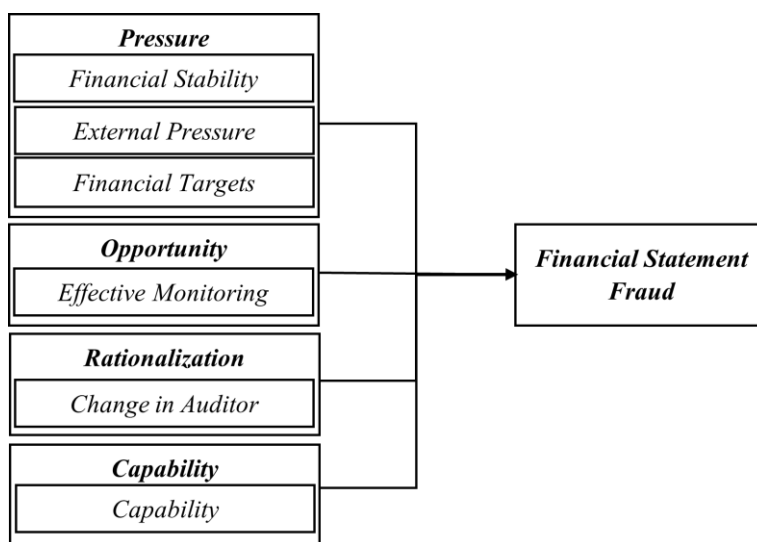 Pressure
Financial Stability
External Pressure
Financial Targets
Opportunity
Effective Monitoring
Rationalization
Change in Auditor
Capability
Capability
Financial Statement
Fraud